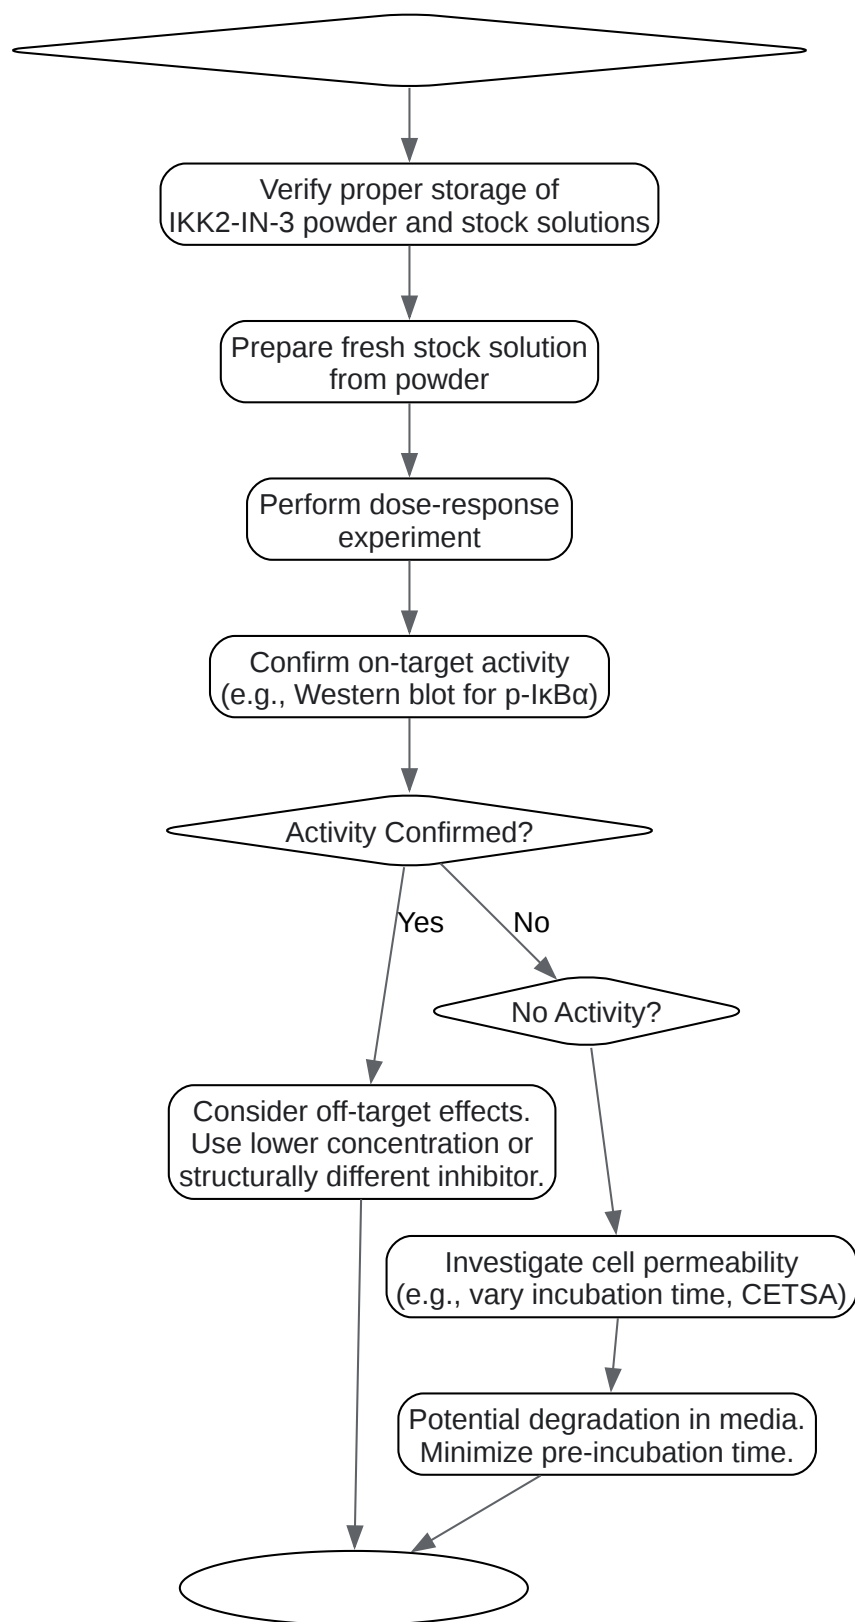 Verify proper storage of
IKK2-IN-3 powder and stock solutions
Prepare fresh stock solution
from powder
Perform dose-response
experiment
Confirm on-target activity
(e.g., Western blot for p-IκBα)
Activity Confirmed?
Yes
No
No Activity?
Consider off-target effects.
Use lower concentration or
structurally different inhibitor.
Investigate cell permeability
(e.g., vary incubation time, CETSA)
Potential degradation in media.
Minimize pre-incubation time.